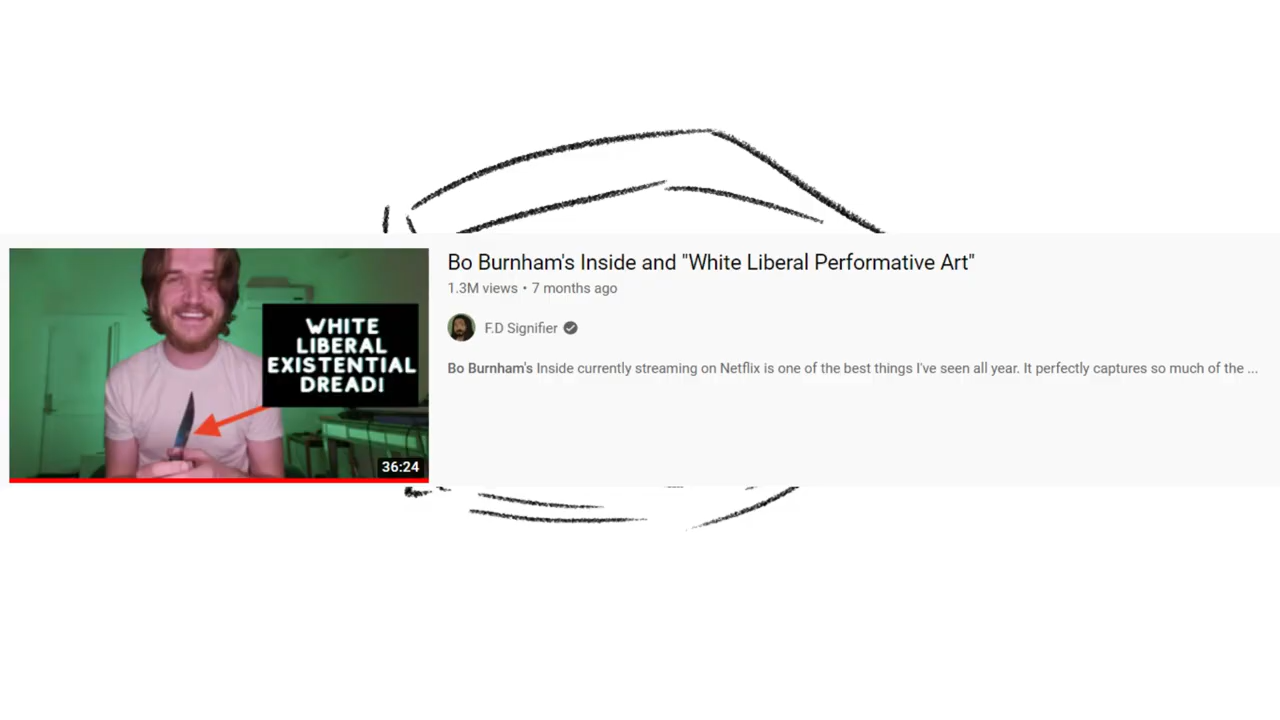 Bo Burnham's Inside and "White Liberal Performative Art"
1.3M views • 7 months ago
F.D Signifier
Bo Burnham's Inside currently streaming on Netflix is one of the best things I've seen all year. It perfectly captures so much of the ...
WHITE
LIBERAL
EXISTENTIAL
DREAD!
36:24